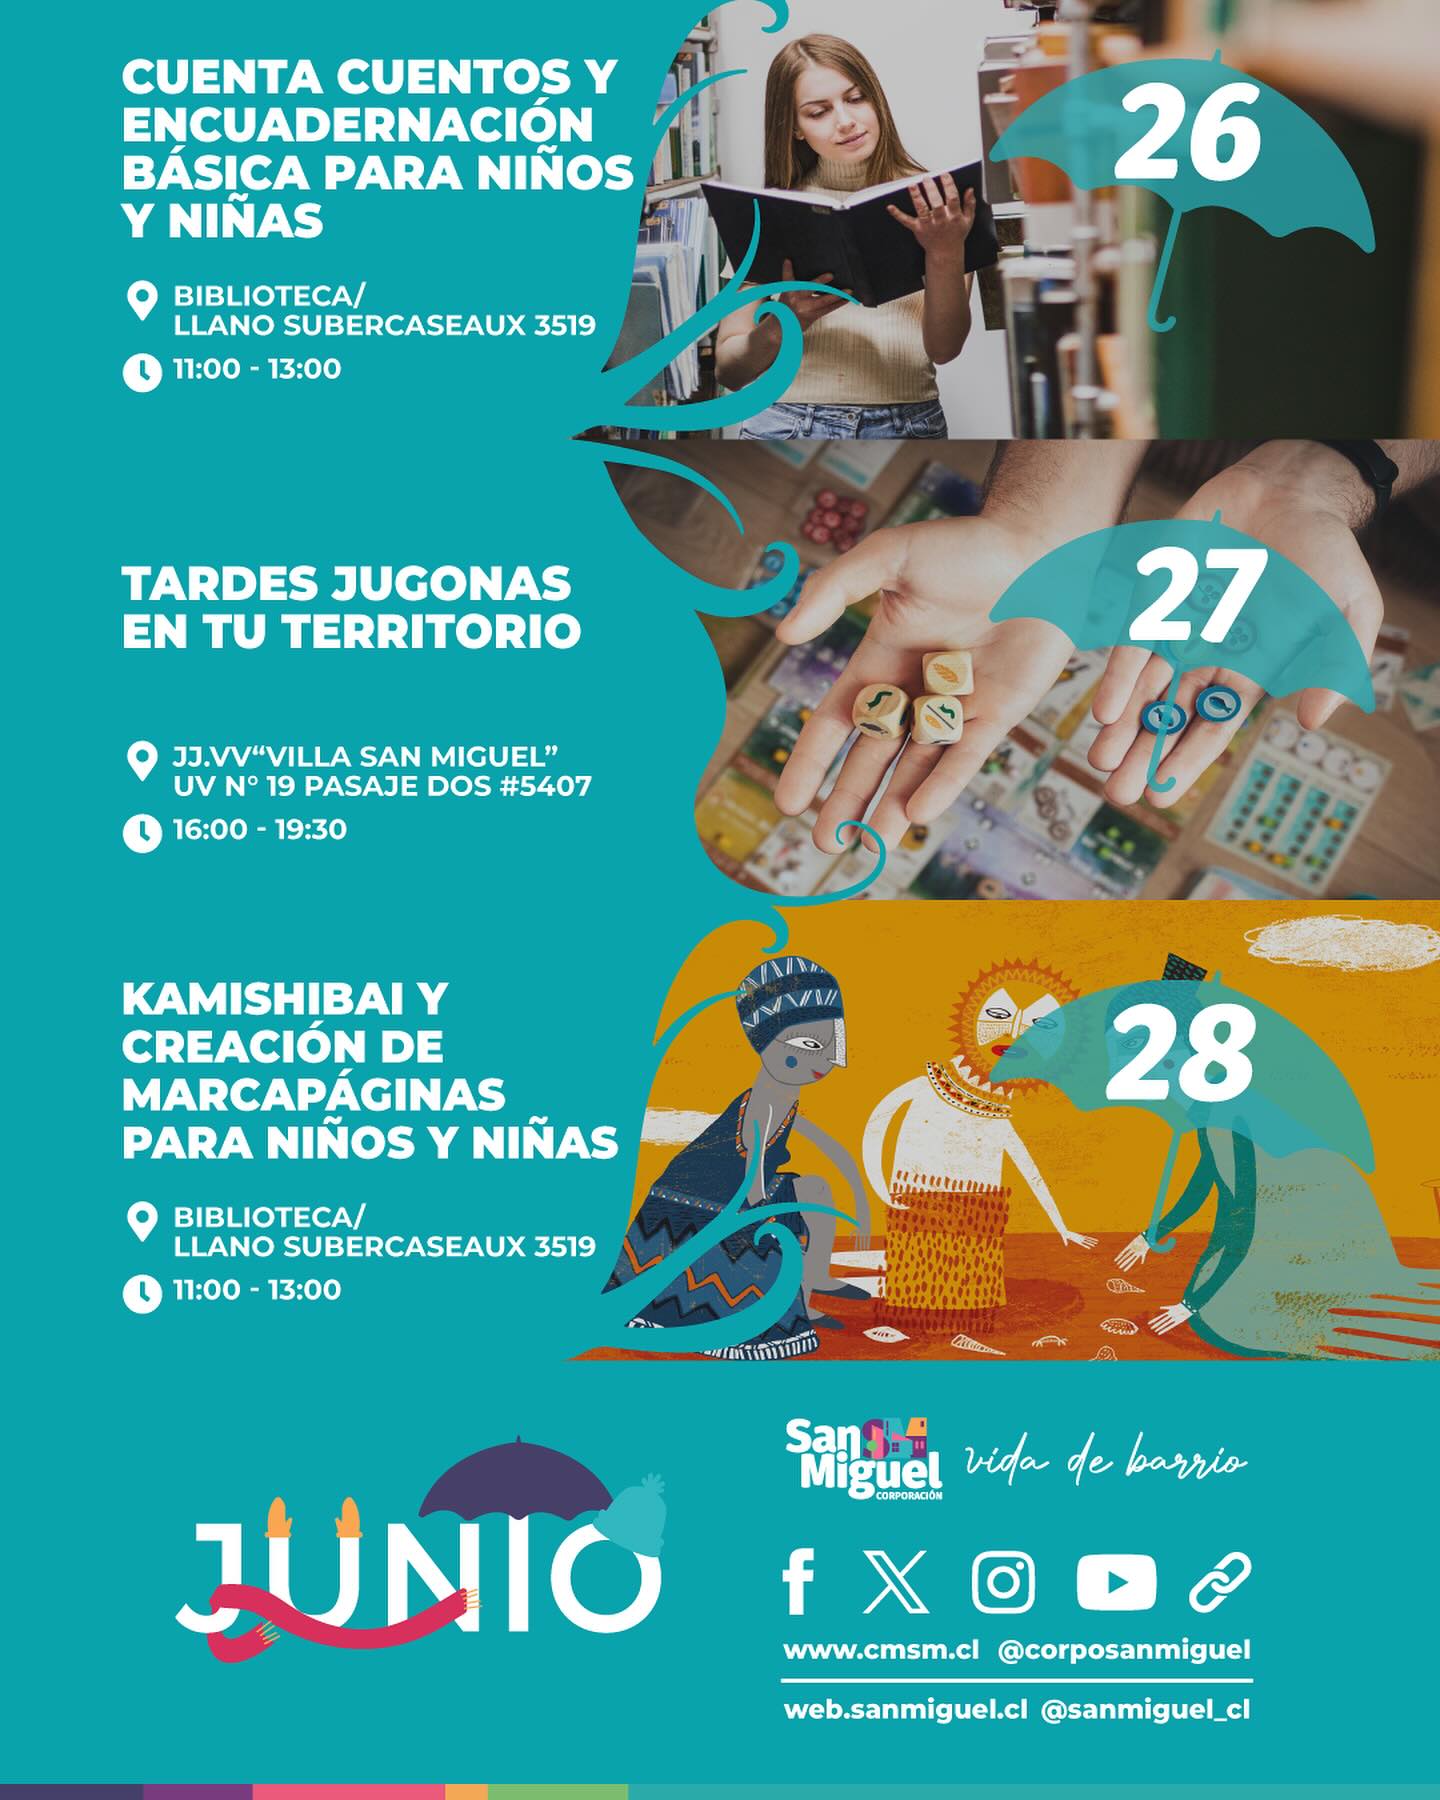 CUENTA CUENTOS Y
ENCUADERNACIÓN
BÁSICA PARA NIÑOS
Y NIÑAS
BIBLIOTECA/
LLANO SUBERCASEAUX 3519
11:00 - 13:00
26
TARDES JUGONAS
EN TU TERRITORIO
JJ.VV“VILLA SAN MIGUEL”
UV N° 19 PASAJE DOS #5407
16:00 - 19:30
27
KAMISHIBAI Y
CREACIÓN DE
MARCAPÁGINAS
PARA NIÑOS Y NIÑAS
BIBLIOTECA/
LLANO SUBERCASEAUX 3519
11:00 - 13:00
28
JUNIO
San SM
Miguel
CORPORACIÓN
vida de barrio
www.cmsm.cl @corposanmiguel
web.sanmiguel.cl @sanmiguel_cl